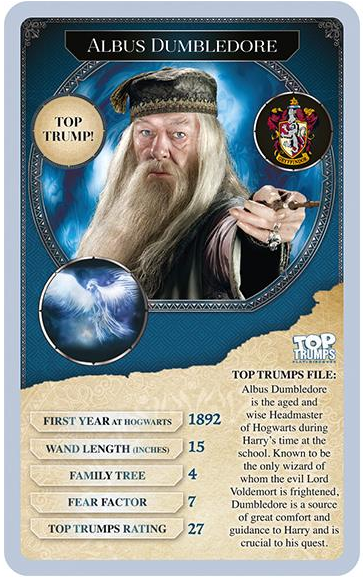 ALBUS DUMBLEDORE
TOP
TRUMP!
GRYFFINDOR
TOP
TRUMPS
TOP TRUMPS FILE:
Albus Dumbledore
is the aged and
wise Headmaster
of Hogwarts during
Harry's time at the
school. Known to be
the only wizard of
whom the evil Lord
Voldemort is frightened,
Dumbledore is a source
of great comfort and
guidance to Harry and is
crucial to his quest.
FIRST YEAR AT HOGWARTS 1892
WAND LENGTH (INCHES) 15
FAMILY TREE 4
FEAR FACTOR 7
TOP TRUMPS RATING 27